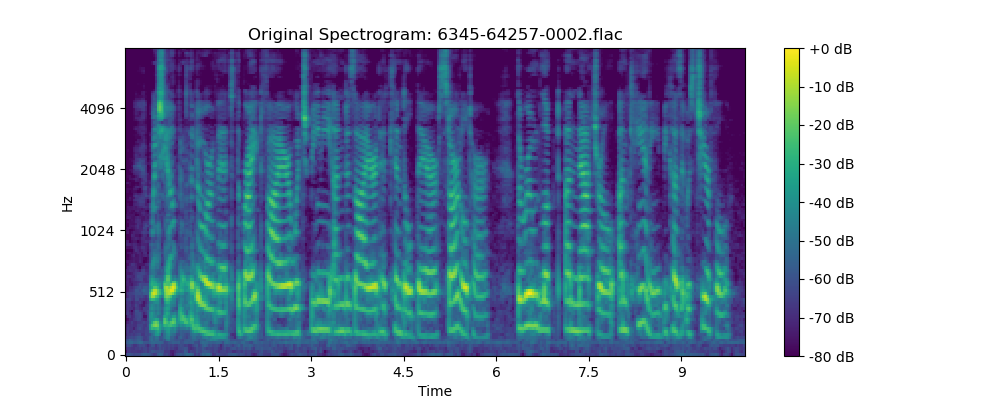 Original Spectrogram: 6345-64257-0002.flac
Hz
4096
2048
1024
512
0
0 1.5 3 4.5 6 7.5 9
Time
+0 dB
-10 dB
-20 dB
-30 dB
-40 dB
-50 dB
-60 dB
-70 dB
-80 dB